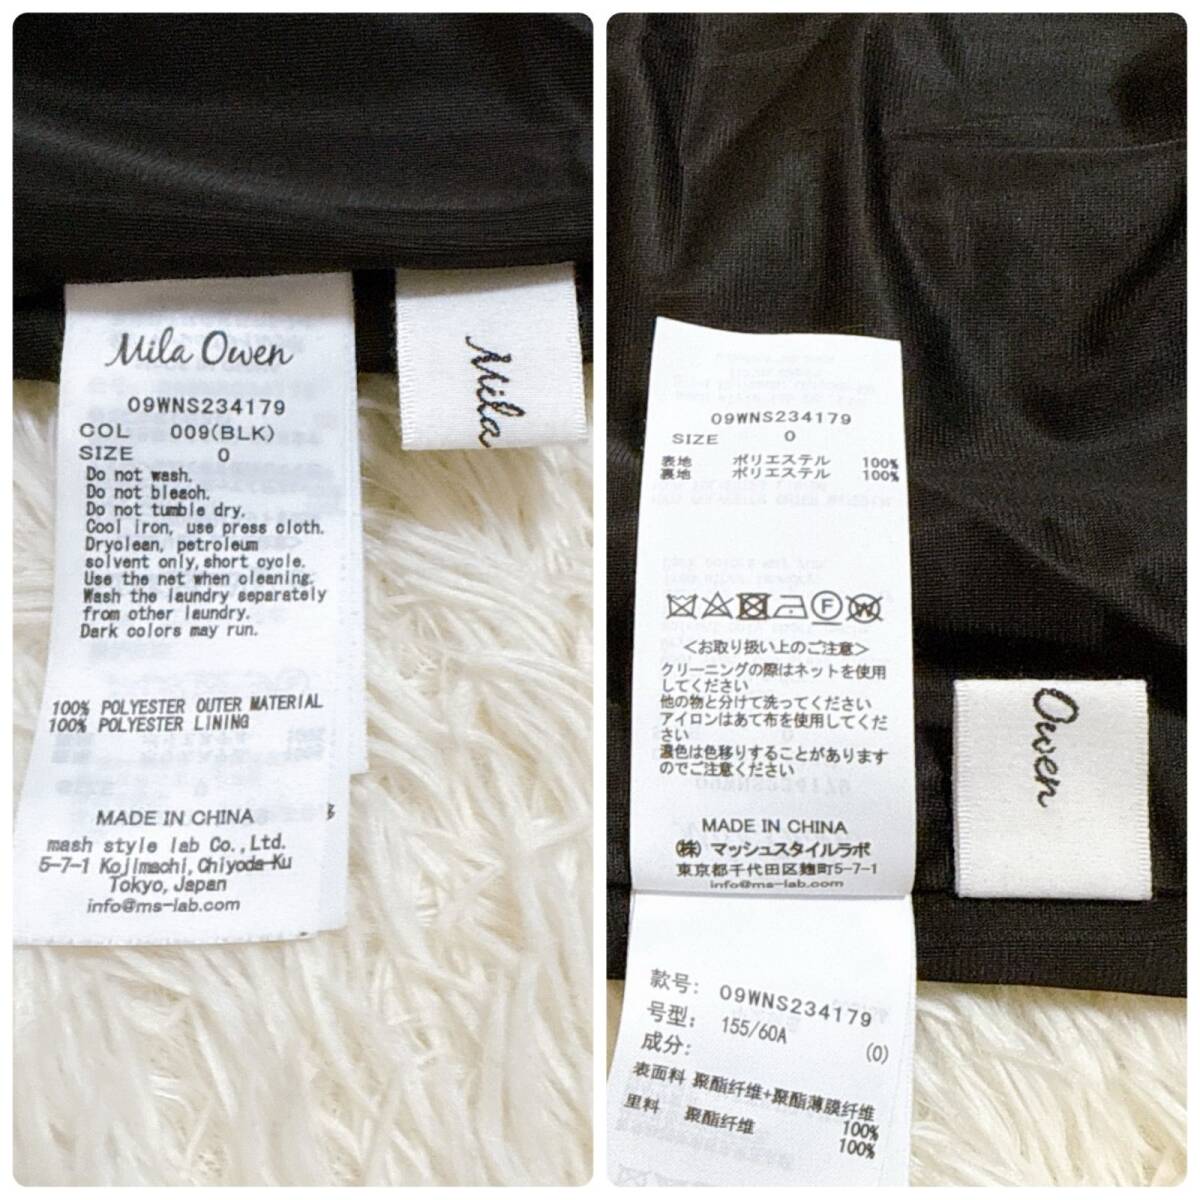 Mila Owen
09WNS234179
COL 009(BLK)
SIZE 0
Do not wash.
Do not bleach.
Do not tumble dry.
Cool iron, use press cloth.
Dryclean, petroleum
solvent only,short cycle.
Use the net when cleaning.
Wash the laundry separately
from other laundry.
Dark colors may run.
100% POLYESTER OUTER MATERIAL
100% POLYESTER LINING
MADE IN CHINA
mash style lab Co.,Ltd.
5-7-1 Kojimachi,Chiyoda-Ku
Tokyo,Japan
info@ms-lab.com
Mila
09WNS234179
SIZE 0
表地 ポリエステル 100%
裏地 ポリエステル 100%
F W
<お取り扱い上のご注意>
クリーニングの際はネットを使用
してください
他の物と分けて洗ってください
アイロンはあて布を使用してくだ
さい
濃色は色移りすることがあります
のでご注意ください
MADE IN CHINA
㈱ マッシュスタイルラボ
東京都千代田区麹町5-7-1
info@ms-lab.com
Owen
款号: 09WNS234179
号型: 155/60A (0)
成分:
表面料 聚酯纤维+聚酯薄膜纤维
100%
里料 聚酯纤维 100%